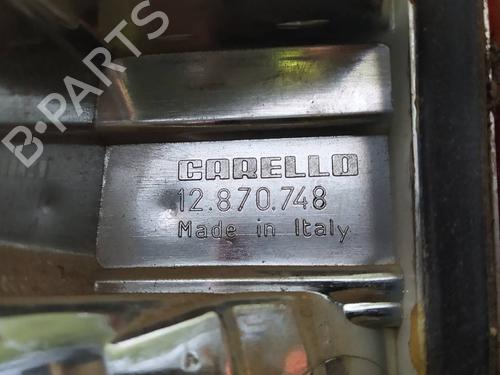 B-PARTS
CARELLO
12.870.748
Made in Italy